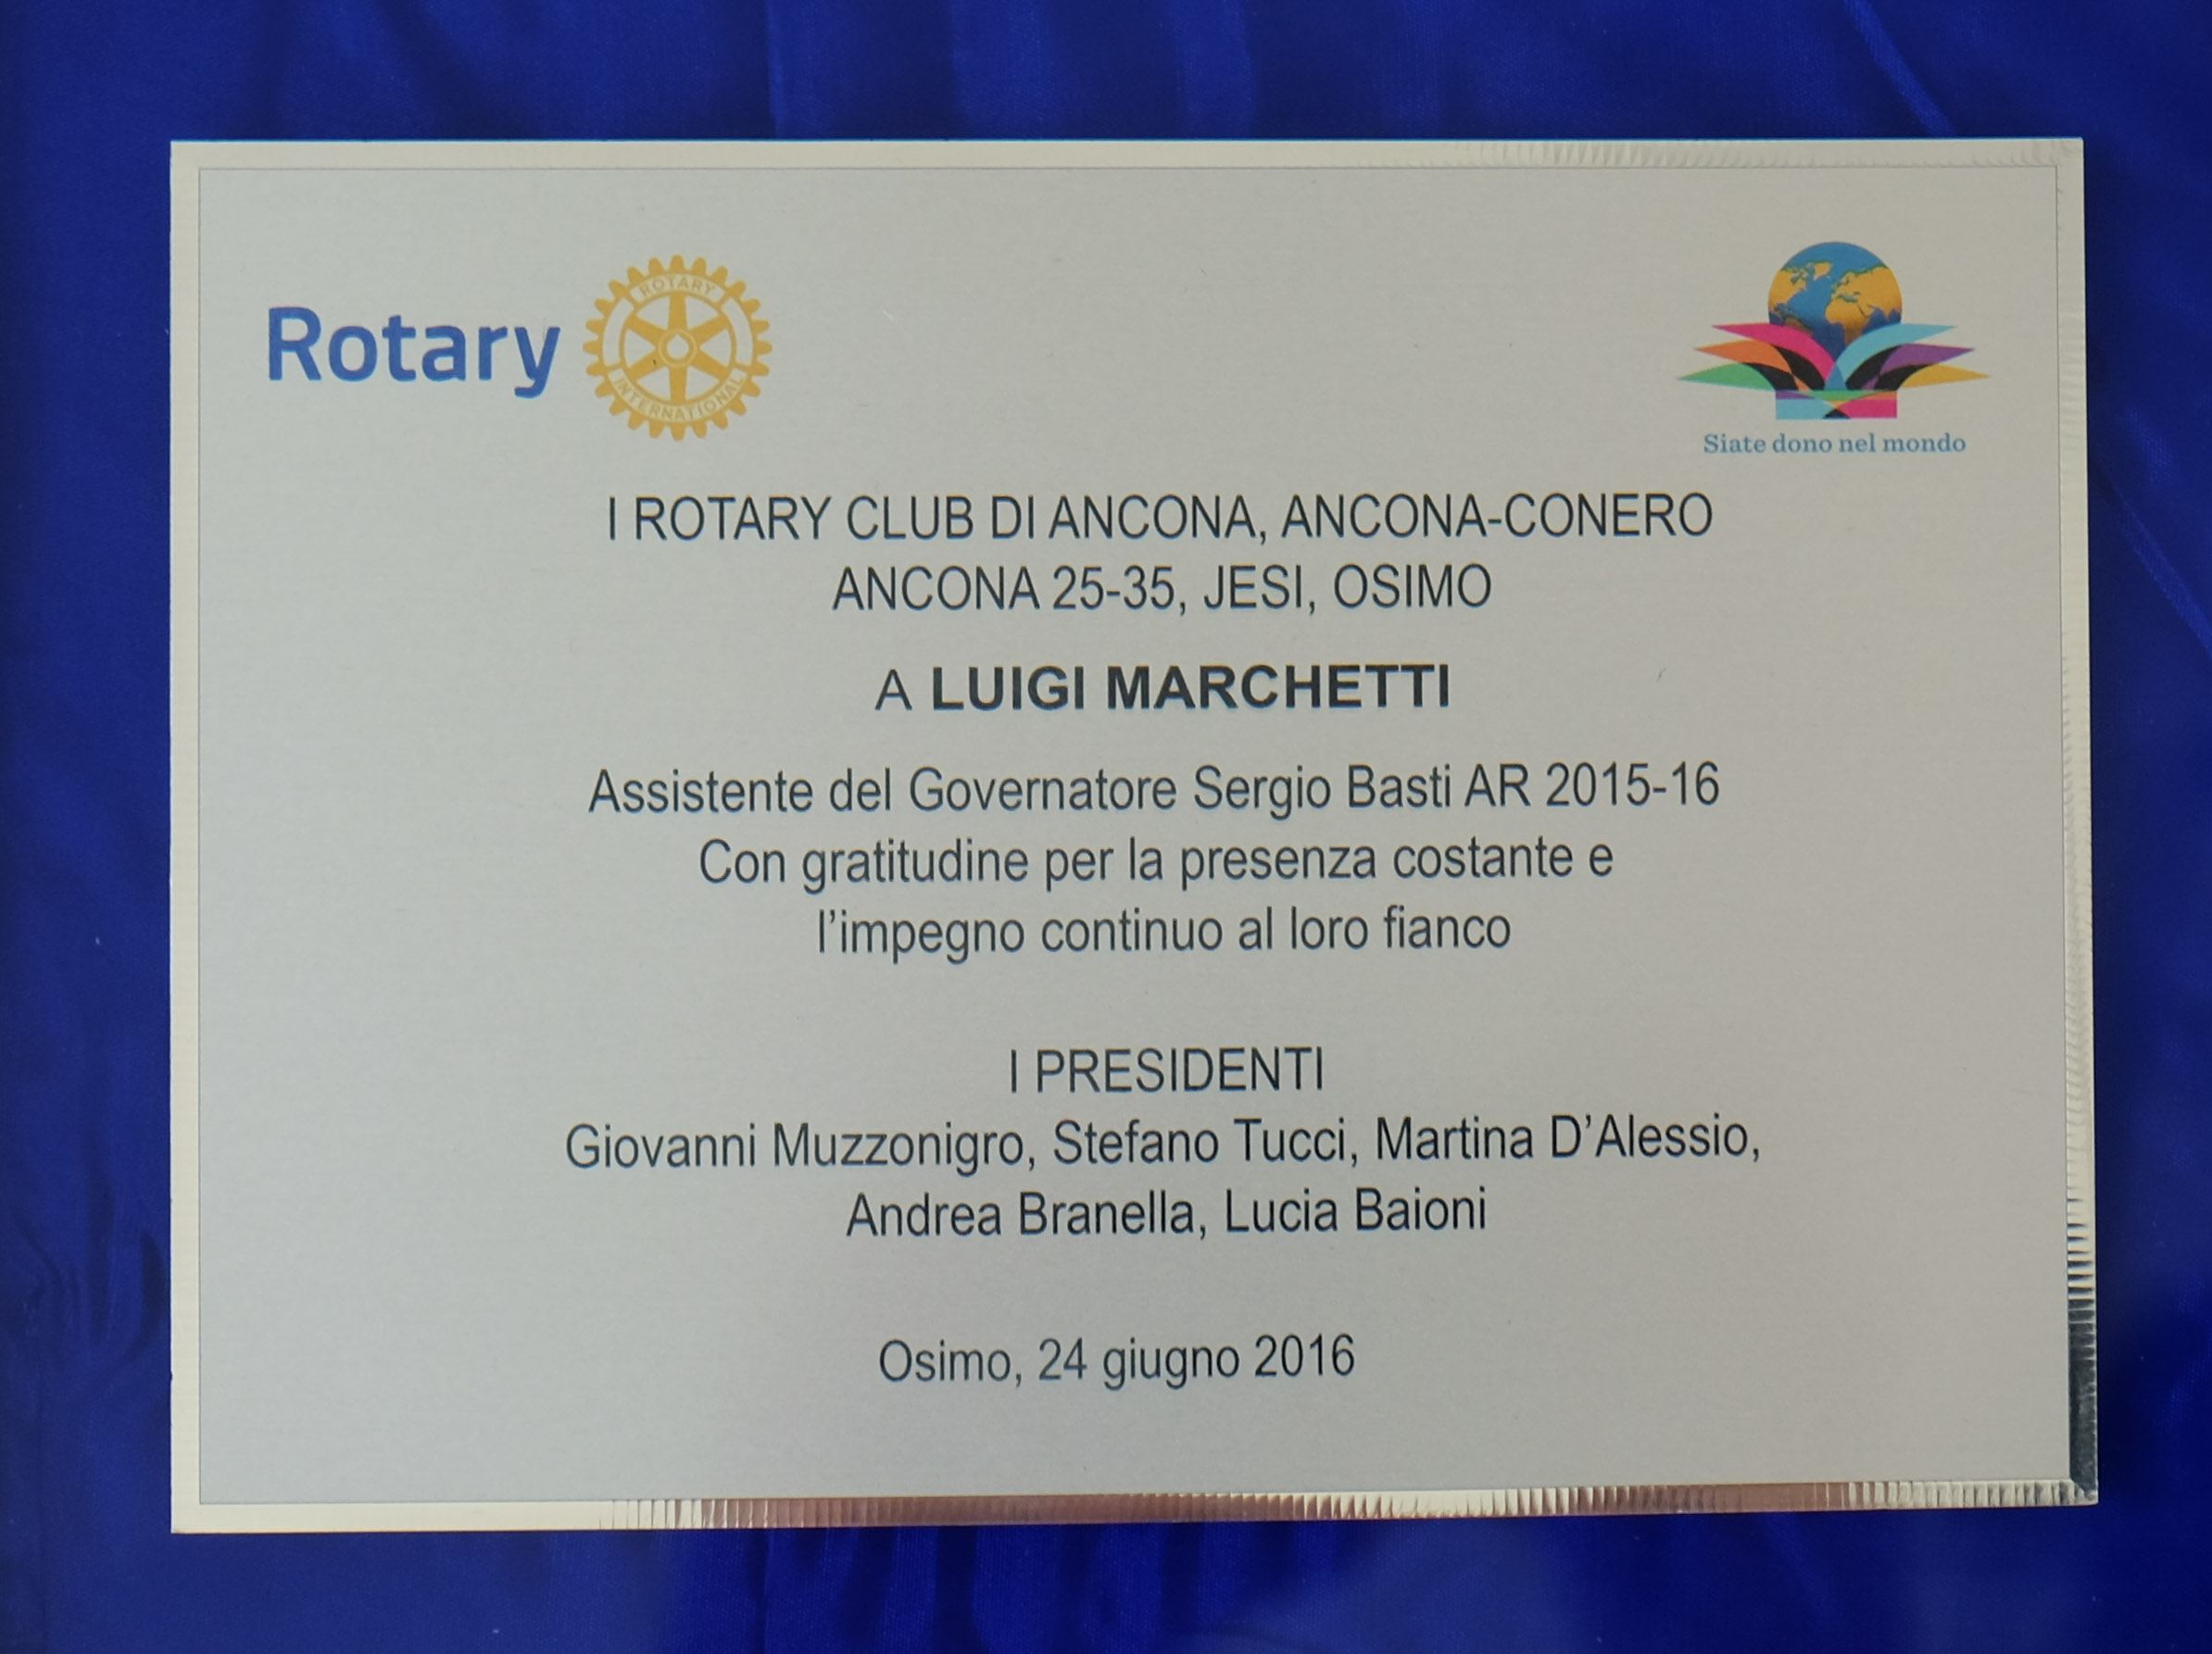 Rotary
ROTARY
INTERNATIONAL
Siate dono nel mondo
I ROTARY CLUB DI ANCONA, ANCONA-CONERO
ANCONA 25-35, JESI, OSIMO
A LUIGI MARCHETTI
Assistente del Governatore Sergio Basti AR 2015-16
Con gratitudine per la presenza costante e
l’impegno continuo al loro fianco
I PRESIDENTI
Giovanni Muzzonigro, Stefano Tucci, Martina D’Alessio,
Andrea Branella, Lucia Baioni
Osimo, 24 giugno 2016